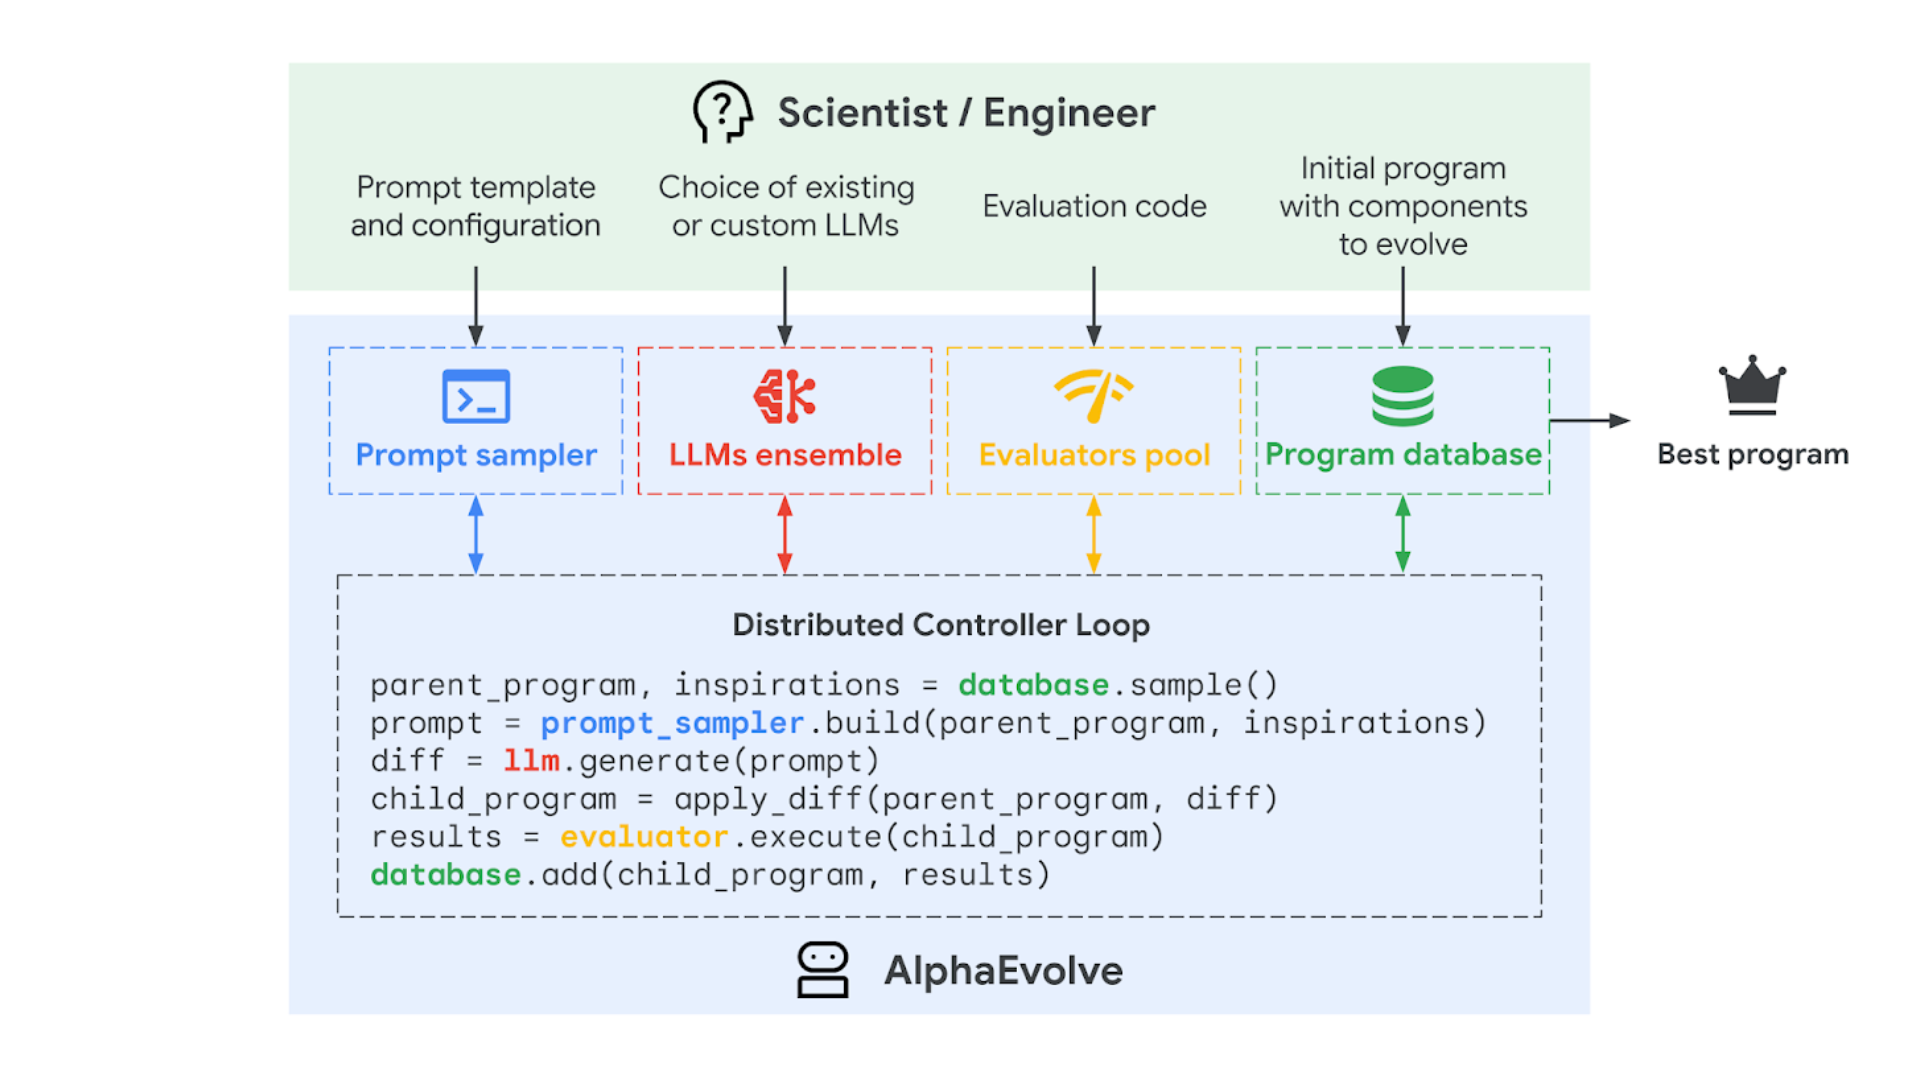 Scientist / Engineer
Prompt template
and configuration
Choice of existing
or custom LLMs
Evaluation code
Initial program
with components
to evolve
Prompt sampler
LLMs ensemble
Evaluators pool
Program database
Best program
Distributed Controller Loop
parent_program, inspirations = database.sample()
prompt = prompt_sampler.build(parent_program, inspirations)
diff = llm.generate(prompt)
child_program = apply_diff(parent_program, diff)
results = evaluator.execute(child_program)
database.add(child_program, results)
AlphaEvolve